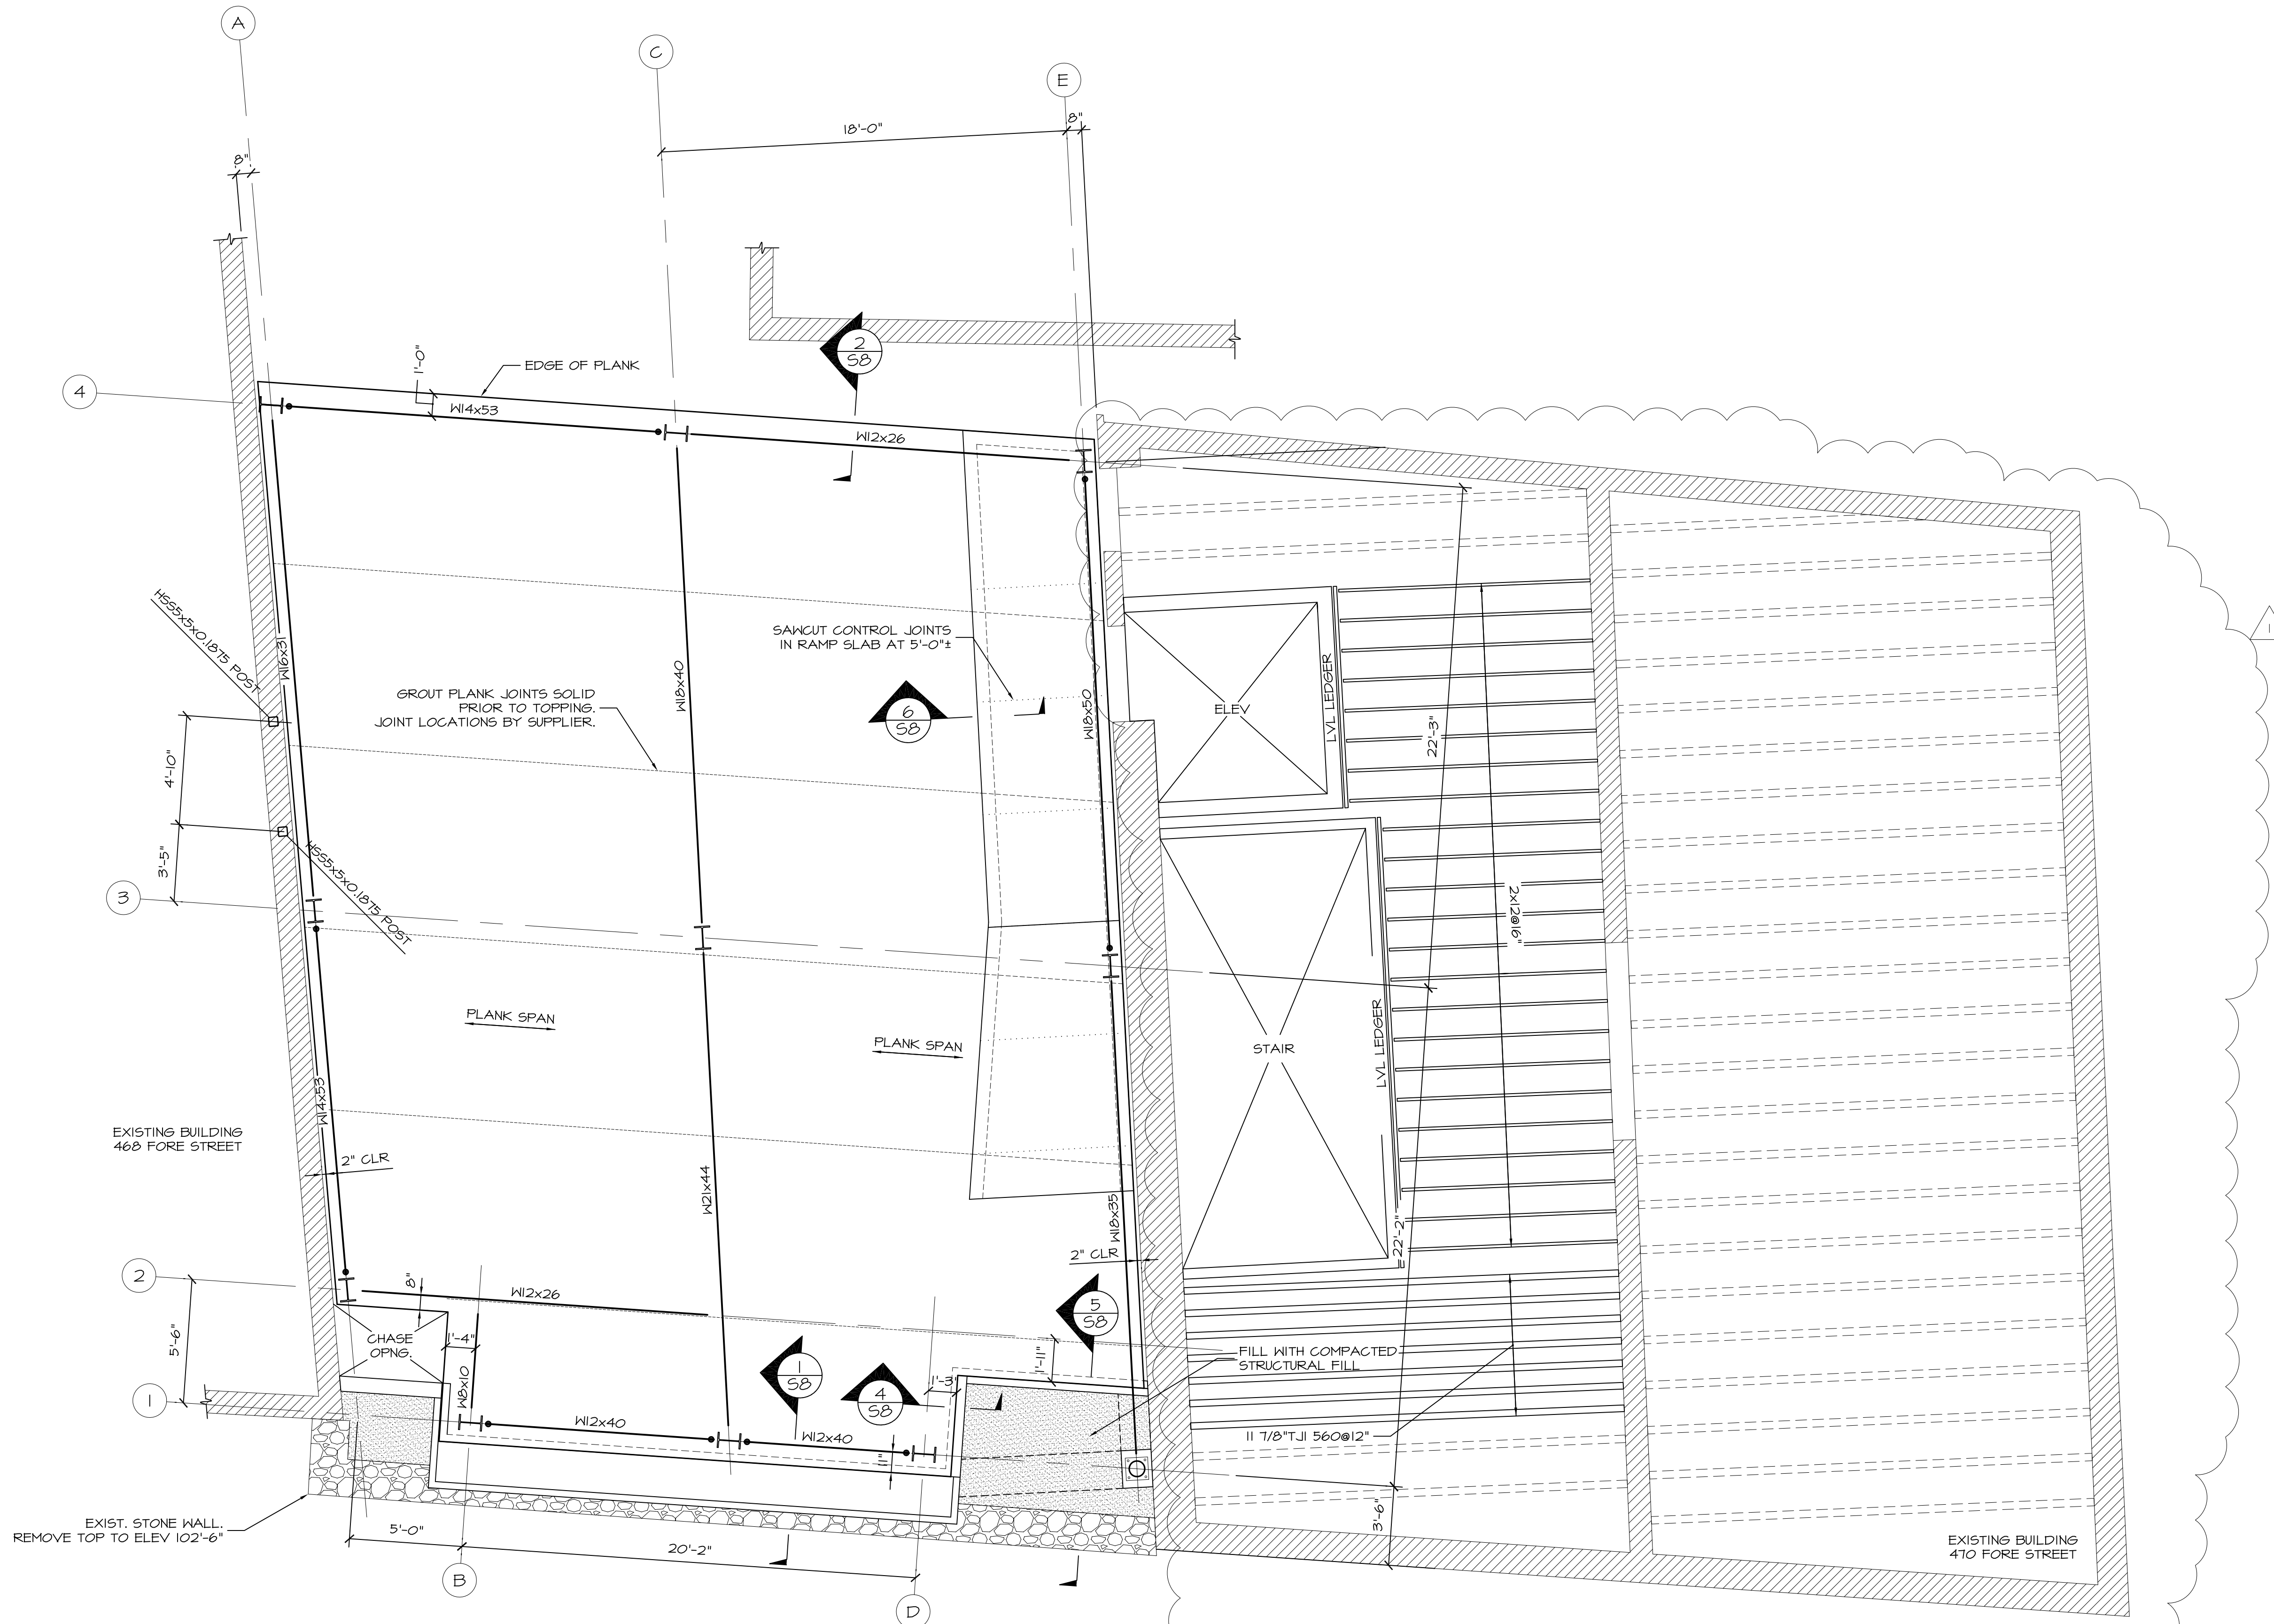 A
C
E
18'-0"
8"
8"
1'-0"
EDGE OF PLANK
2
S8
4
W14x53
W12x26
HSS5x5x0.1875 POST
W16x31
SAWCUT CONTROL JOINTS
IN RAMP SLAB AT 5'-0"±
1
W18x40
GROUT PLANK JOINTS SOLID
PRIOR TO TOPPING.
JOINT LOCATIONS BY SUPPLIER.
6
S8
W18x50
ELEV
LVL LEDGER
22'-3"
4'-10"
3'-5"
HSS5x5x0.1875 POST
3
2x12@16"
PLANK SPAN
PLANK SPAN
STAIR
LVL LEDGER
W14x53
EXISTING BUILDING
468 FORE STREET
2" CLR
W21x44
W18x35
22'-2"
2" CLR
2
8"
W12x26
5
S8
5'-6"
CHASE
OPNG.
1'-4"
1'-11"
FILL WITH COMPACTED
STRUCTURAL FILL
1
S8
4
S8
1'-3"
W8x10
1
W12x40
W12x40
11"
11 7/8"TJI 560@12"
EXIST. STONE WALL.
REMOVE TOP TO ELEV 102'-6"
5'-0"
20'-2"
3'-6"
EXISTING BUILDING
470 FORE STREET
B
D